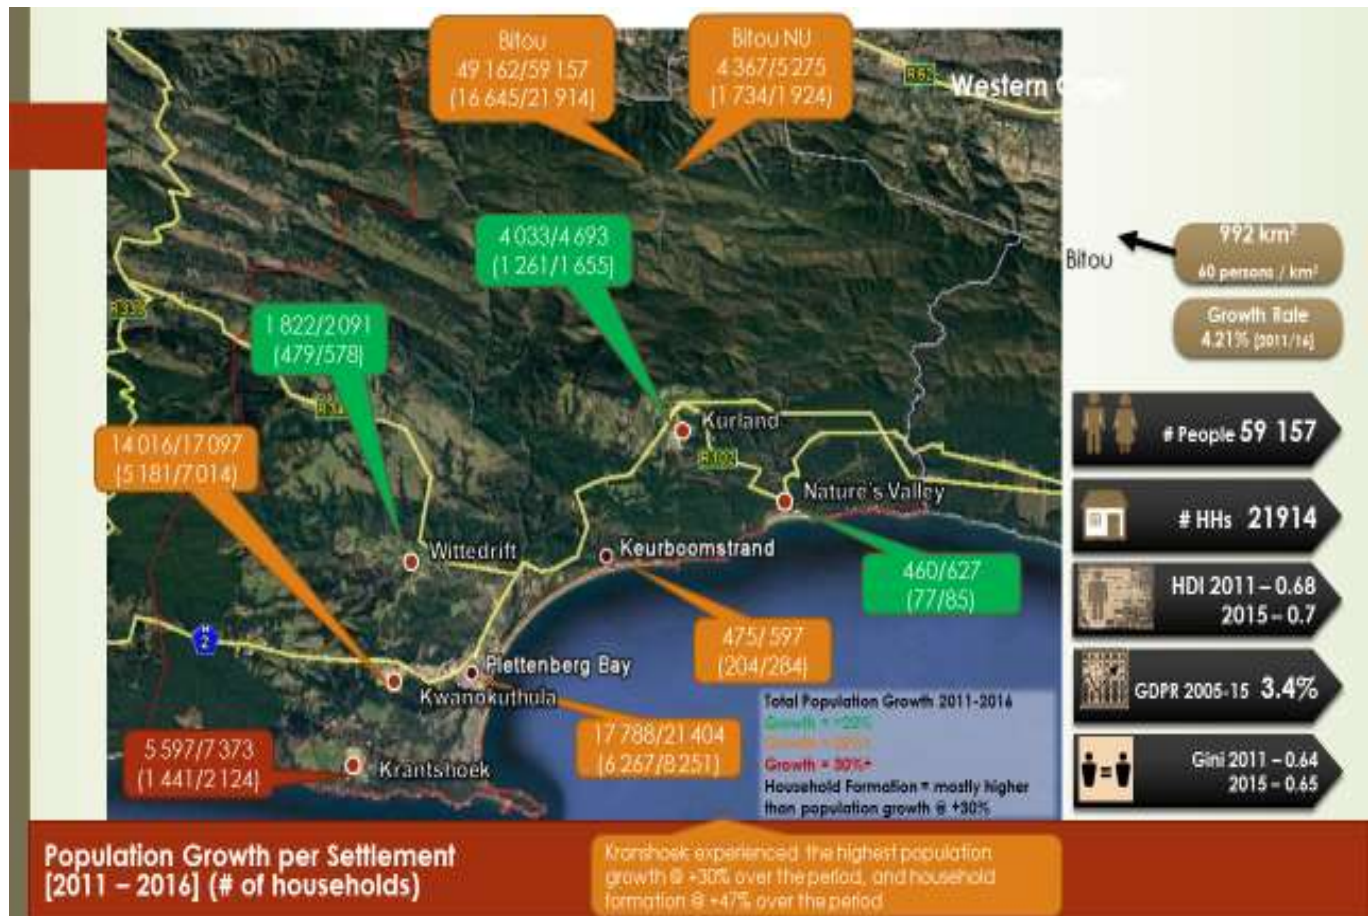 Bitou
49 162/59 157
(16 645/21 914)
Bitou NU
4 367/5 275
(1 734/1 924)
R62
Western
4 033/4 693
(1 261/1 655)
Bitou
992 km²
60 persons / km²
Growth Rate
4.21% (2011/16)
1 822/2 091
(479/578)
14 016/17 097
(5 181/7 014)
Kurland
R102
Nature's Valley
Wittedrift
Keurboomstrand
460/627
(77/85)
475/ 597
(204/284)
N
2
Plettenberg Bay
Kwanokuthula
17 788/21 404
(6 267/8 251)
5 597/7 373
(1 441/2 124)
Krantshoek
# People 59 157
# HHs 21914
HDI 2011 – 0.68
2015 – 0.7
GDPR 2005-15 3.4%
Gini 2011 – 0.64
2015 – 0.65
Total Population Growth 2011-2016
Growth =
Growth = 30%+
Household Formation = mostly higher
than population growth @ +30%
Population Growth per Settlement
[2011 – 2016] (# of households)
Kranshoek experienced the highest population
growth @ +30% over the period, and household
formation @ +47% over the period